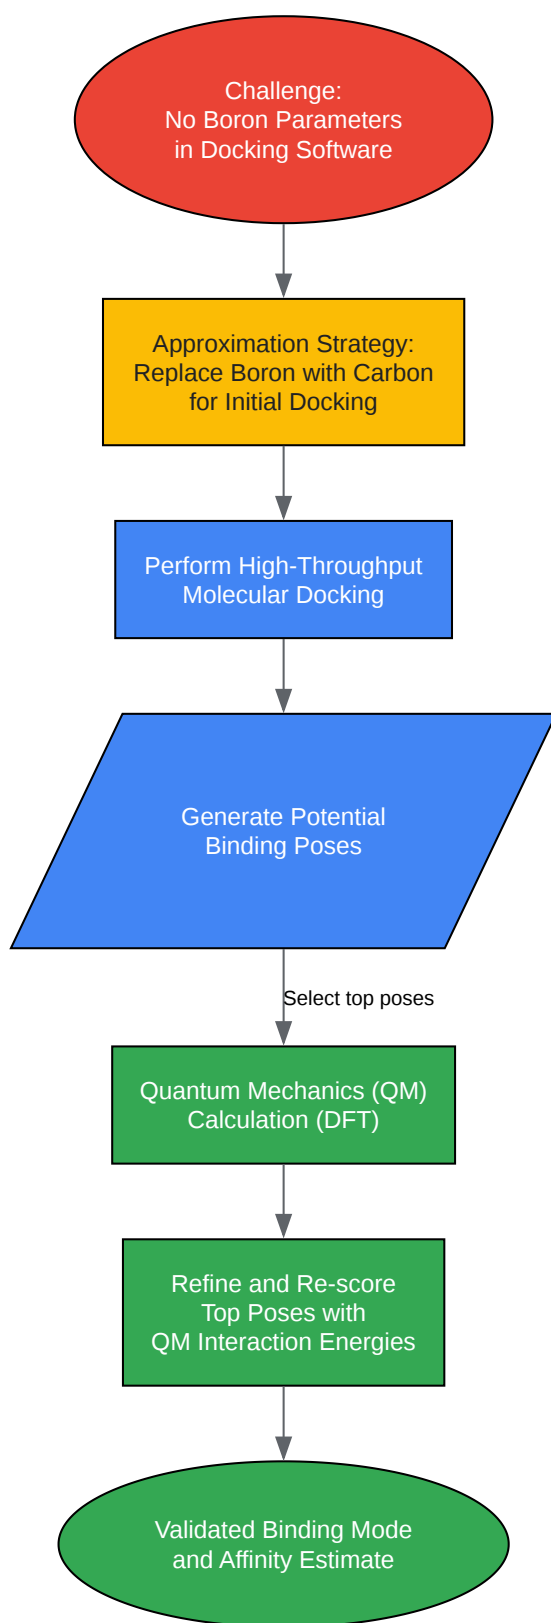 Challenge:
No Boron Parameters
in Docking Software
Approximation Strategy:
Replace Boron with Carbon
for Initial Docking
Perform High-Throughput
Molecular Docking
Generate Potential
Binding Poses
Select top poses
Quantum Mechanics (QM)
Calculation (DFT)
Refine and Re-score
Top Poses with
QM Interaction Energies
Validated Binding Mode
and Affinity Estimate